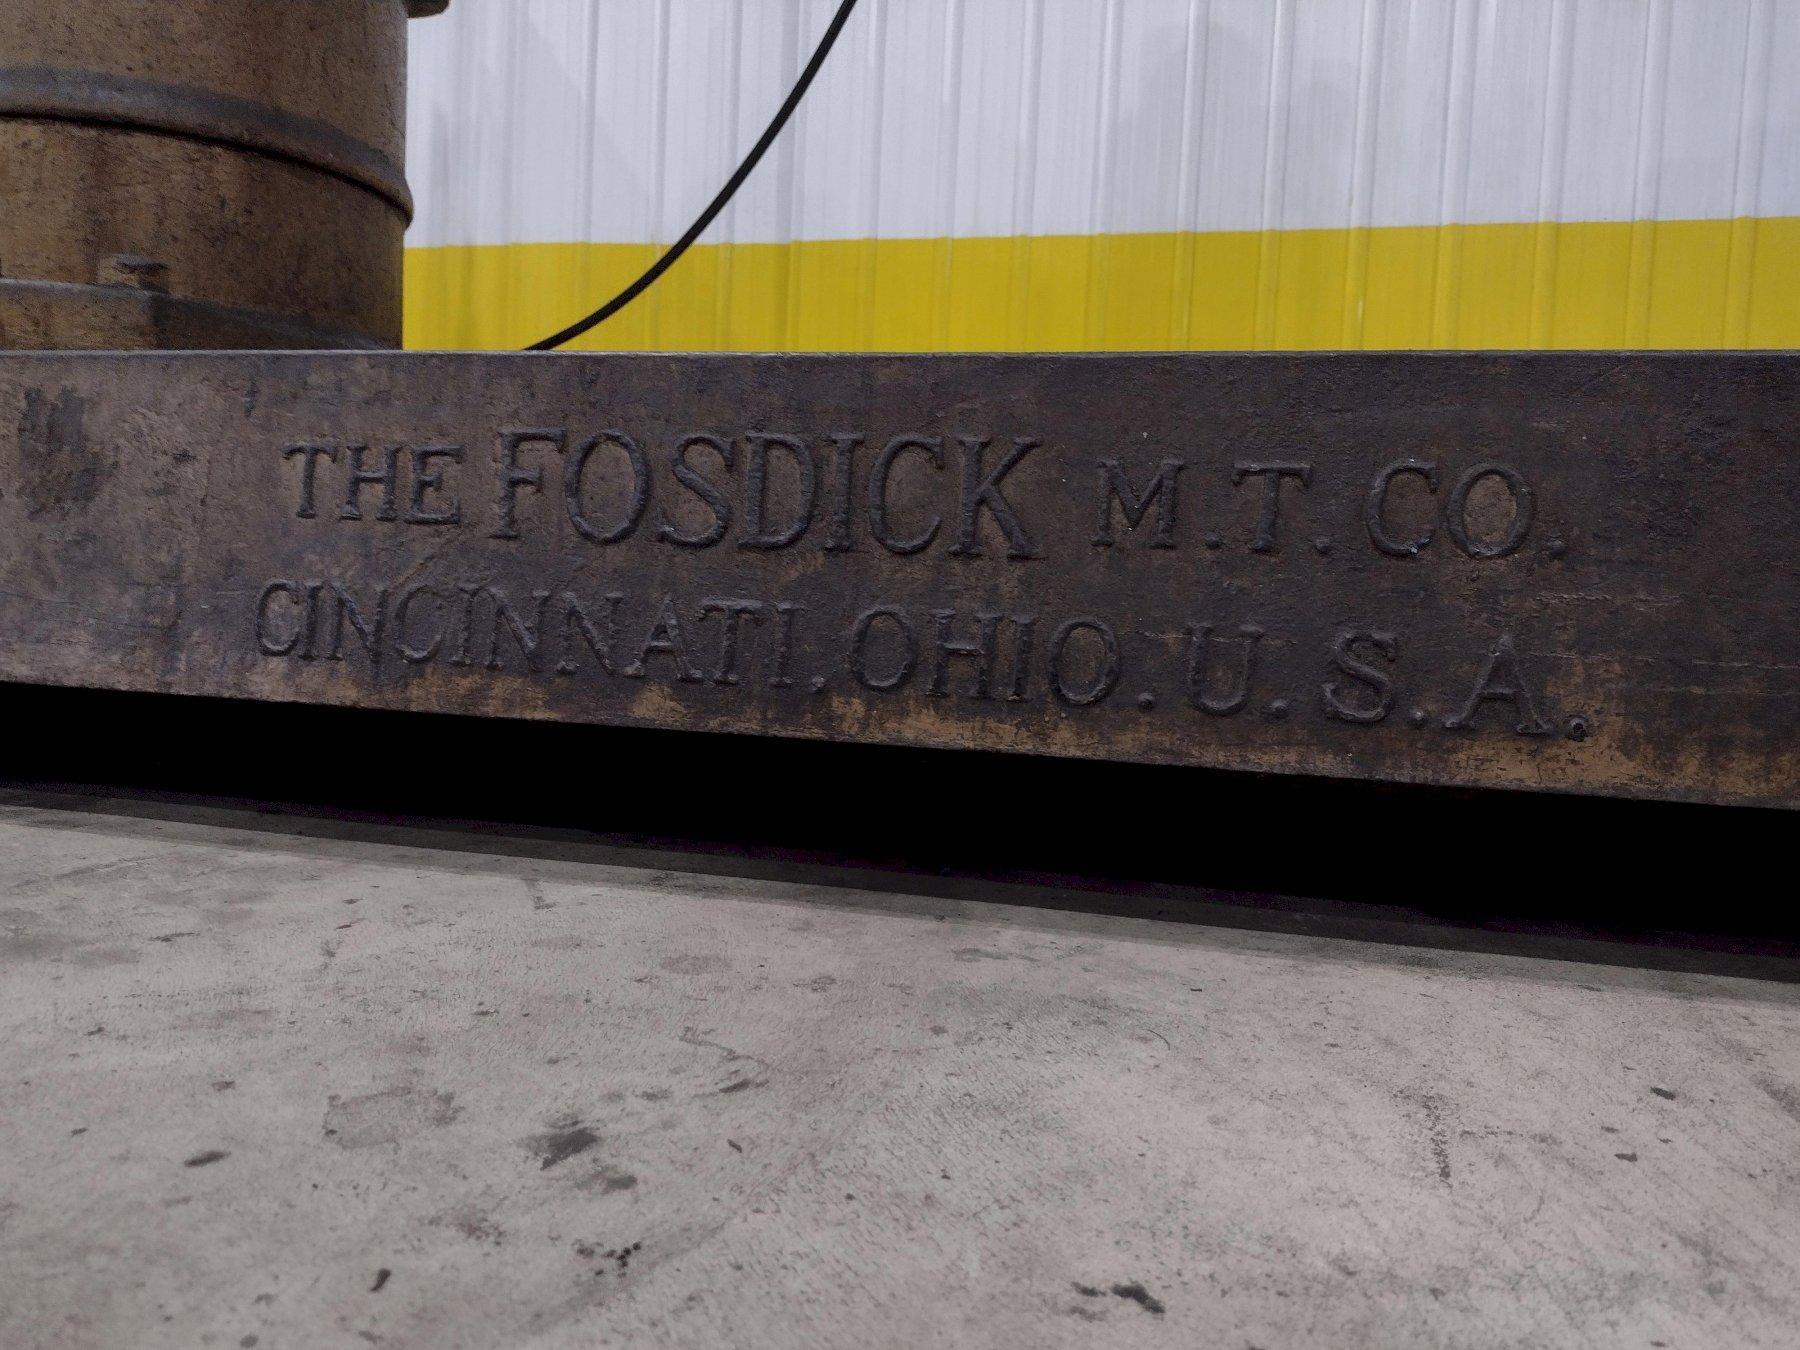 THE FOSDICK M.T.CO.
CINCINNATI, OHIO. U.S.A.